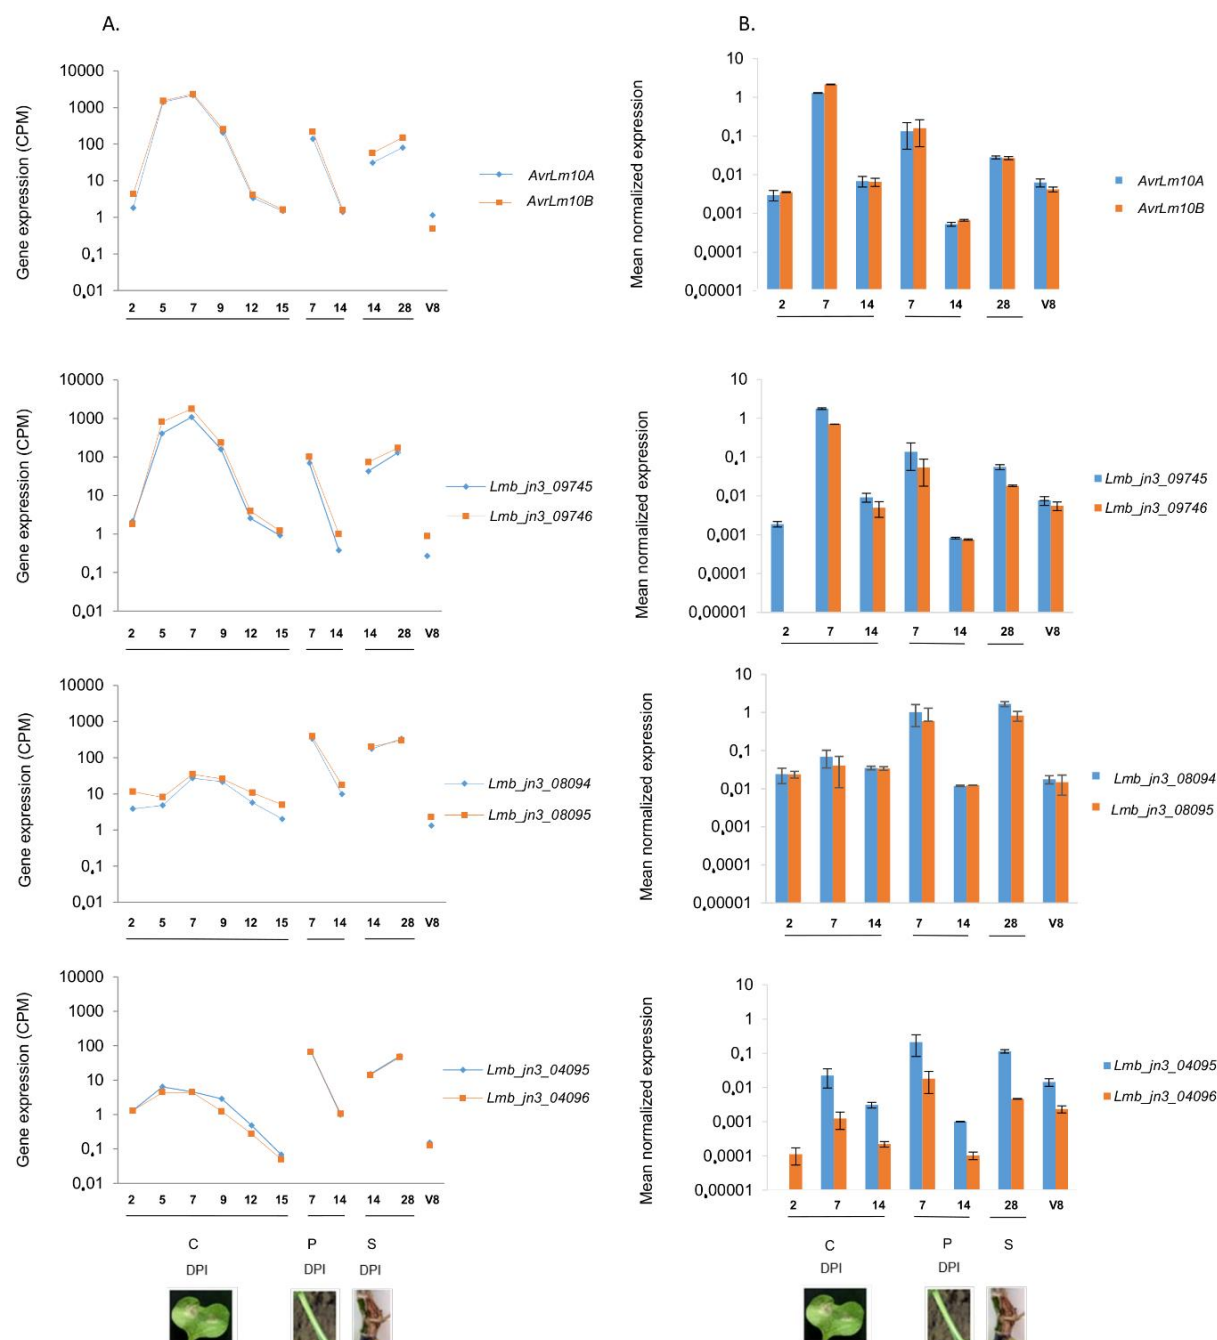 A.
Gene expression (CPM)
10000
1000
100
10
1
0,1
0,01
2 5 7 9 12 15 7 14 14 28 V8
AvrLm10A
AvrLm10B
B.
Mean normalized expression
10
1
0,1
0,01
0,001
0,0001
0,00001
2 7 14 7 14 28 V8
AvrLm10A
AvrLm10B
Gene expression (CPM)
10000
1000
100
10
1
0,1
0,01
2 5 7 9 12 15 7 14 14 28 V8
Lmb_jn3_09745
Lmb_jn3_09746
Mean normalized expression
10
1
0,1
0,01
0,001
0,0001
0,00001
2 7 14 7 14 28 V8
Lmb_jn3_09745
Lmb_jn3_09746
Gene expression (CPM)
10000
1000
100
10
1
0,1
0,01
2 5 7 9 12 15 7 14 14 28 V8
Lmb_jn3_08094
Lmb_jn3_08095
Mean normalized expression
10
1
0,1
0,01
0,001
0,0001
0,00001
2 7 14 7 14 28 V8
Lmb_jn3_08094
Lmb_jn3_08095
Gene expression (CPM)
10000
1000
100
10
1
0,1
0,01
2 5 7 9 12 15 7 14 14 28 V8
Lmb_jn3_04095
Lmb_jn3_04096
Mean normalized expression
10
1
0,1
0,01
0,001
0,0001
0,00001
2 7 14 7 14 28 V8
Lmb_jn3_04095
Lmb_jn3_04096
C P S
DPI DPI DPI
C P S
DPI DPI